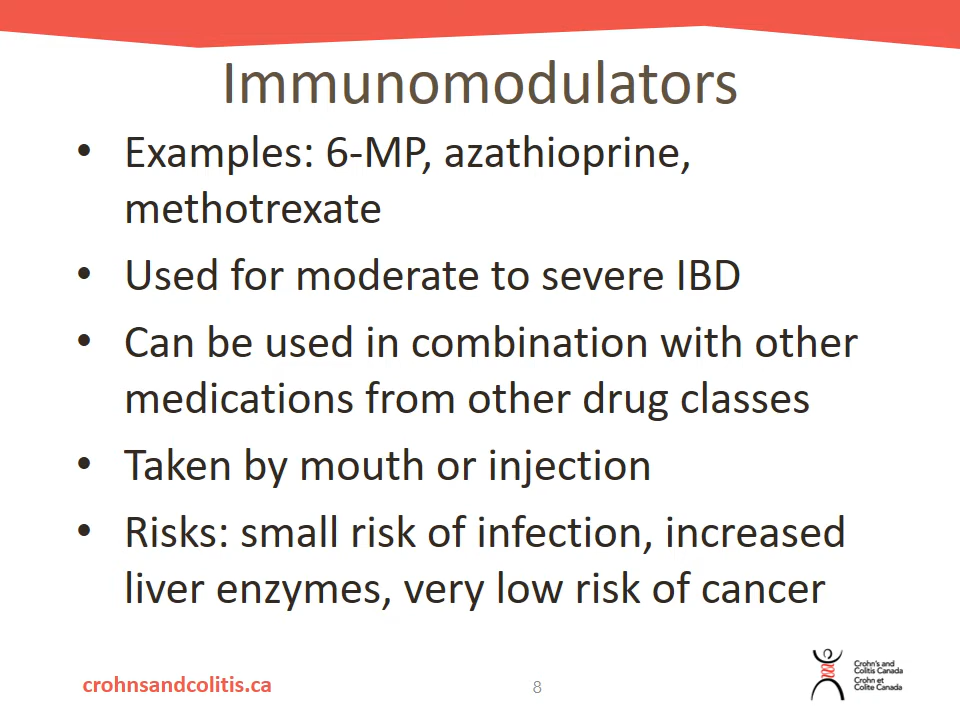 Immunomodulators
• Examples: 6-MP, azathioprine,
methotrexate
• Used for moderate to severe IBD
• Can be used in combination with other
medications from other drug classes
• Taken by mouth or injection
• Risks: small risk of infection, increased
liver enzymes, very low risk of cancer
crohnsandcolitis.ca
8
Crohn's and
Colitis Canada
Crohn et
Colite Canada